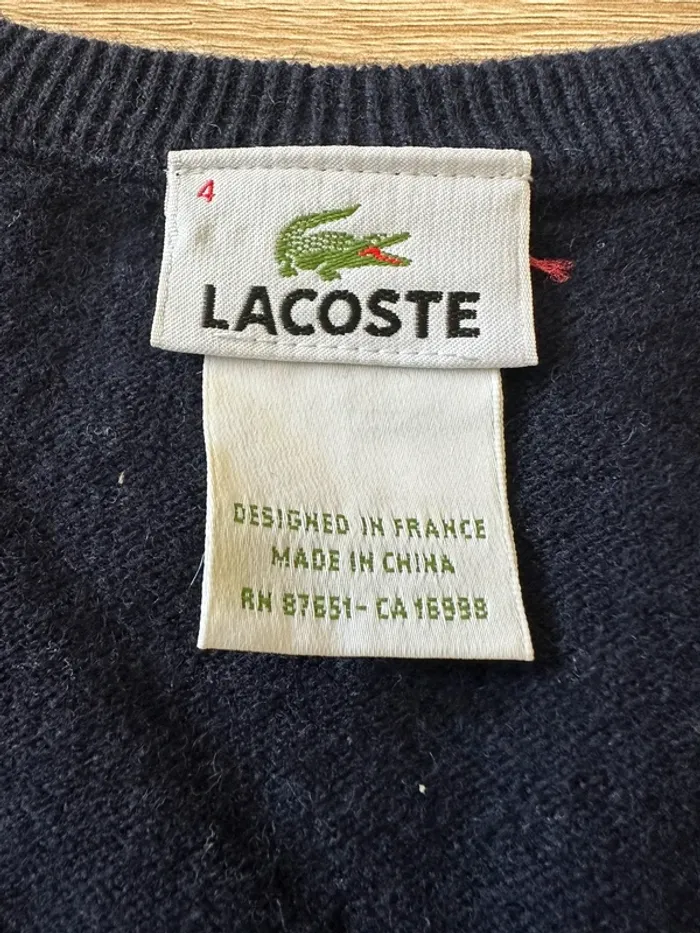 4
LACOSTE
DESIGNED IN FRANCE
MADE IN CHINA
RN 87651- CA 16998